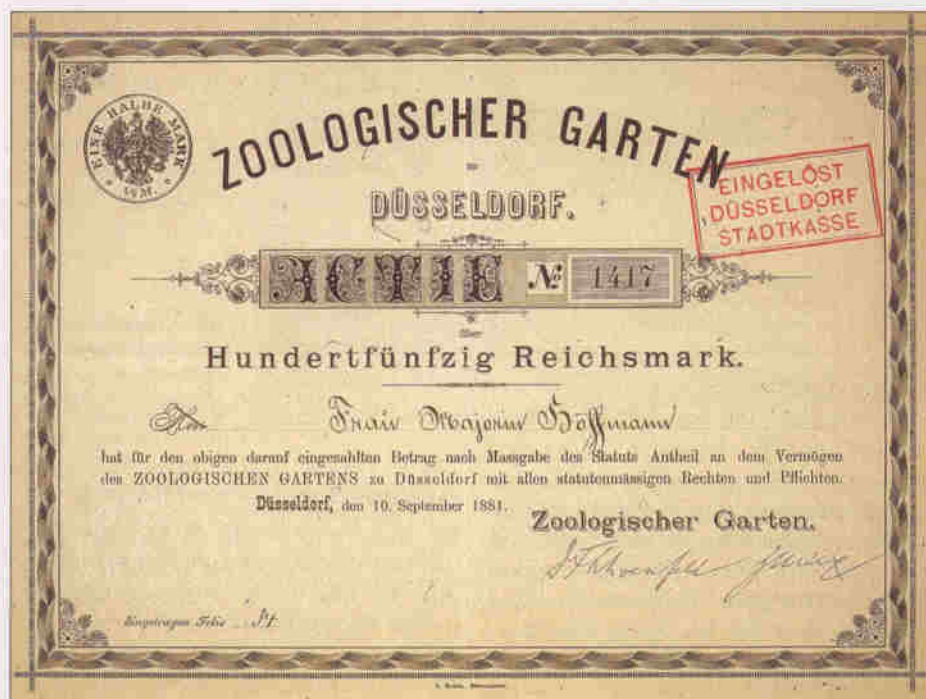 EINE HALBE MARK
ZOOLOGISCHER GARTEN
zu
DÜSSELDORF.
EINGELÖST
DÜSSELDORF
STADTKASSE
ACTIE No 1417
über
Hundertfünfzig Reichsmark.
Herr Frau Majorin Hoffmann
hat für den obigen darauf eingezahlten Betrag nach Massgabe des Statuts Antheil an dem Vermögen
des ZOOLOGISCHEN GARTENS zu Düsseldorf mit allen statutenmässigen Rechten und Pflichten.
Düsseldorf, den 10. September 1881.
Zoologischer Garten.
Eingetragen Folio